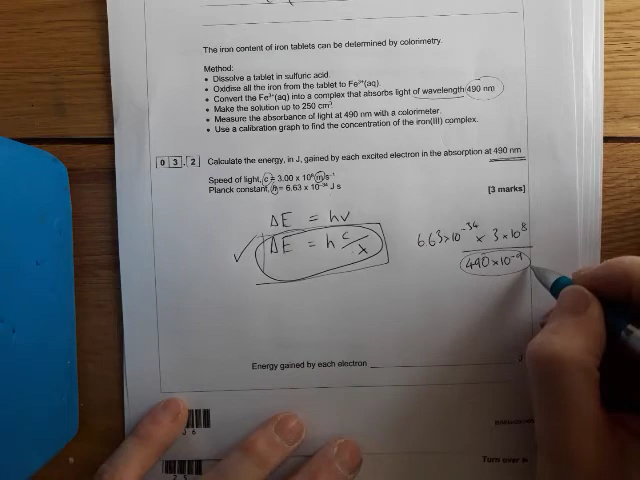 The iron content of iron tablets can be determined by colorimetry.
Method:
• Dissolve a tablet in sulfuric acid
• Oxidise all the iron from the tablet to Fe³⁺(aq).
• Convert the Fe³⁺(aq) into a complex that absorbs light of wavelength 490 nm
• Make the solution up to 250 cm³
• Measure the absorbance of light at 490 nm with a colorimeter.
• Use a calibration graph to find the concentration of the iron(III) complex.
0 3 . 2 Calculate the energy, in J, gained by each excited electron in the absorption at 490 nm
Speed of light, c = 3.00 x 10⁸ m s⁻¹
Planck constant, h = 6.63 x 10⁻³⁴ J s
[3 marks]
ΔE = hν
ΔE = h c/λ
6.63×10⁻³⁴ × 3×10⁸
490×10⁻⁹
Energy gained by each electron
J
Turn over